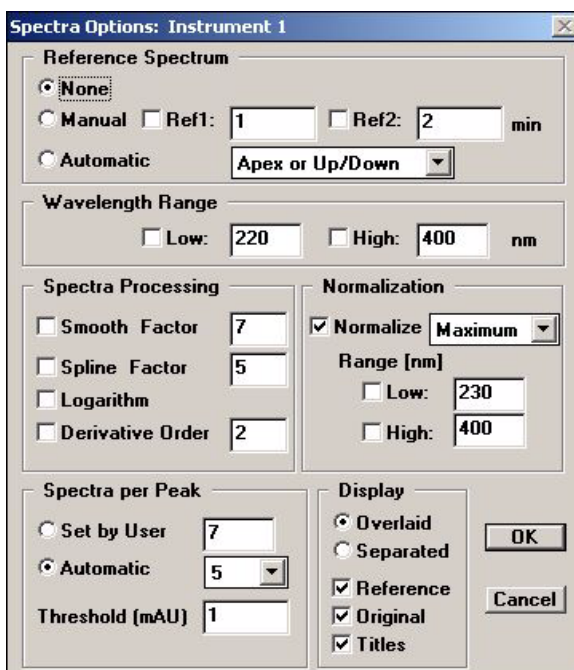 Spectra Options: Instrument 1
Reference Spectrum
None
Manual Ref1: 1 Ref2: 2 min
Automatic Apex or Up/Down
Wavelength Range
Low: 220 High: 400 nm
Spectra Processing
Smooth Factor 7
Spline Factor 5
Logarithm
Derivative Order 2
Normalization
Normalize Maximum
Range [nm]
Low: 230
High: 400
Spectra per Peak
Set by User 7
Automatic 5
Threshold (mAU) 1
Display
Overlaid
Separated
Reference
Original
Titles
OK
Cancel